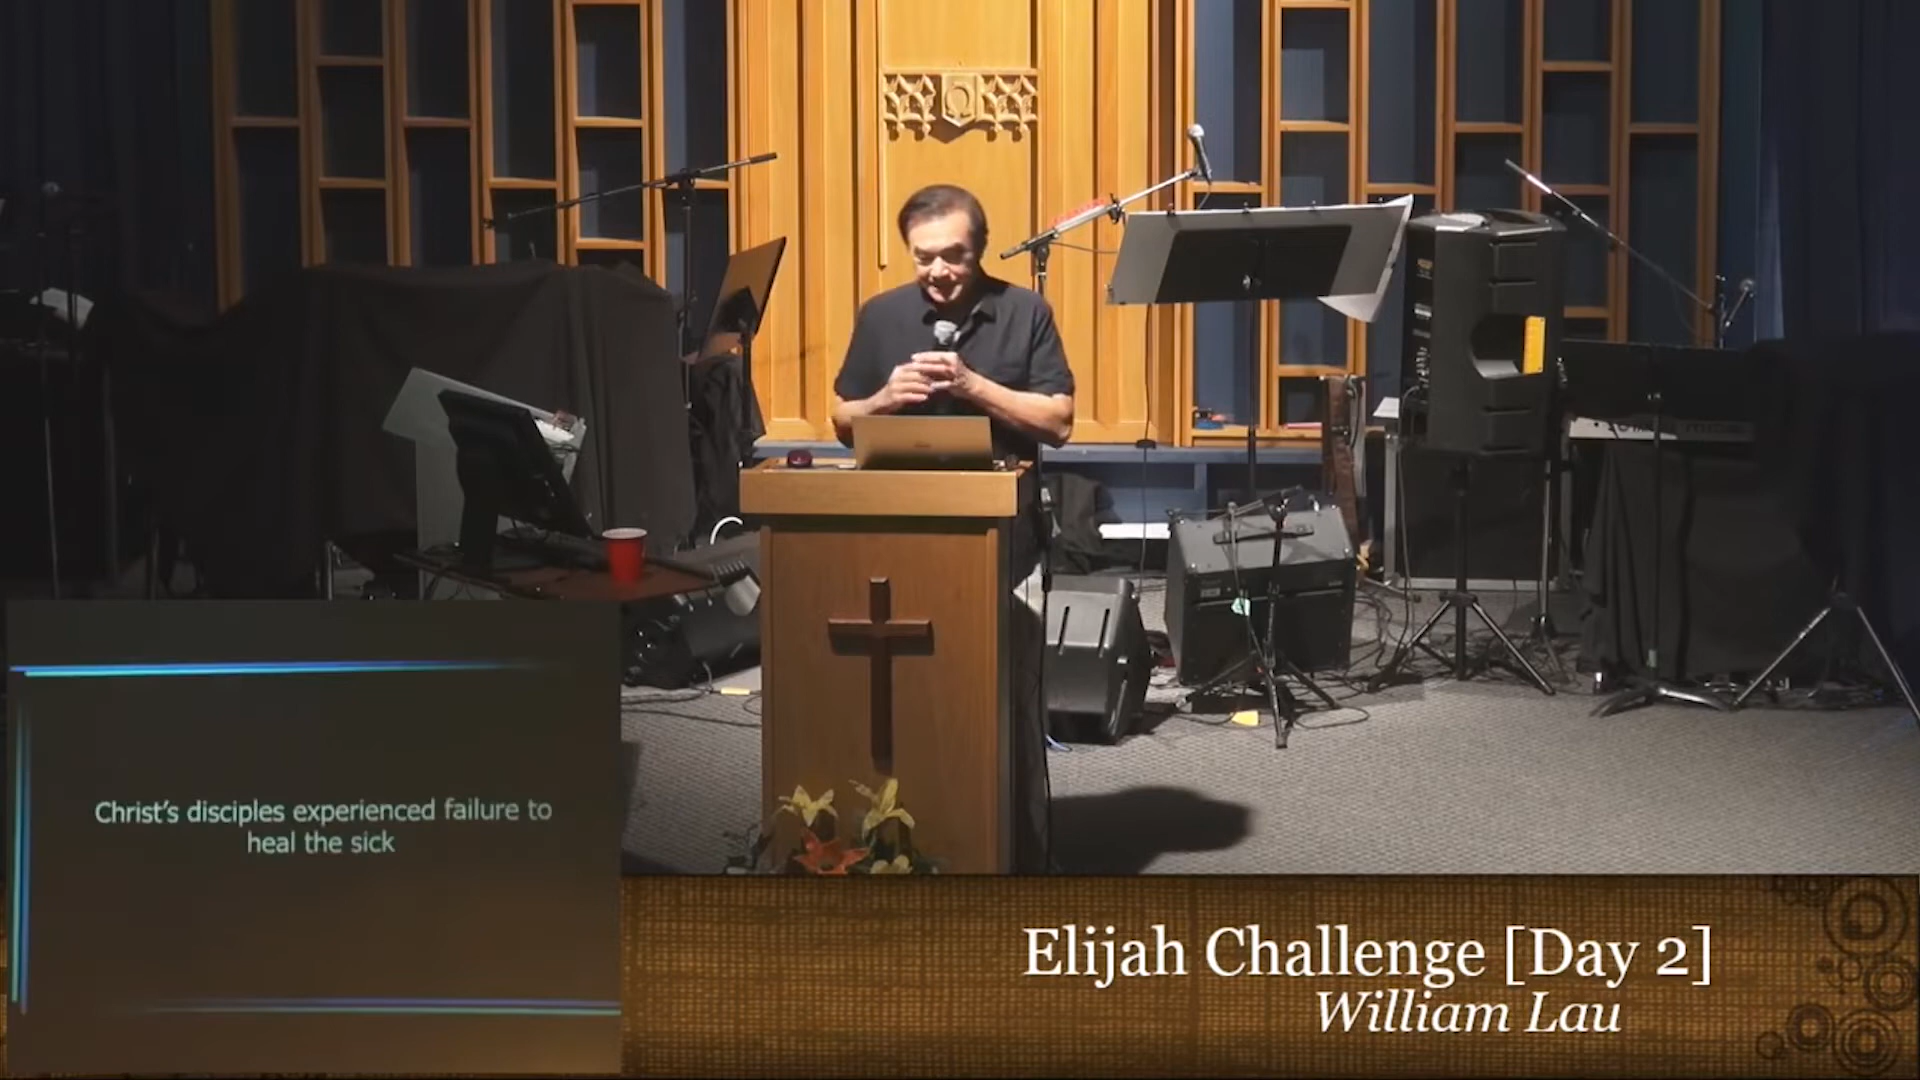 Christ's disciples experienced failure to
heal the sick
Elijah Challenge [Day 2]
William Lau